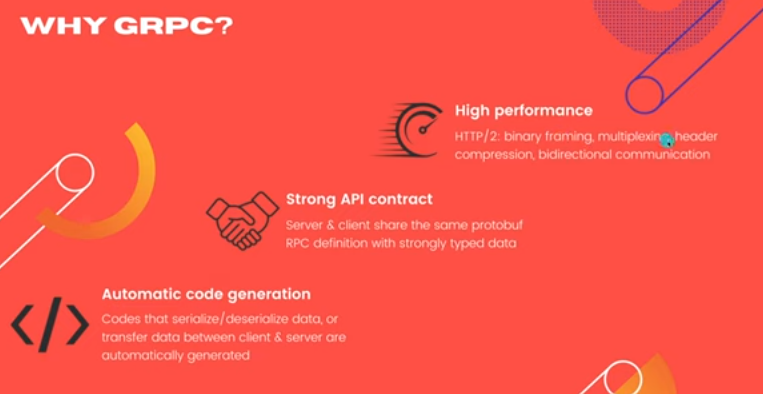 WHY GRPC?
High performance
HTTP/2: binary framing, multiplexing, header
compression, bidirectional communication
Strong API contract
Server & client share the same protobuf
RPC definition with strongly typed data
Automatic code generation
Codes that serialize/deserialize data, or
transfer data between client & server are
automatically generated